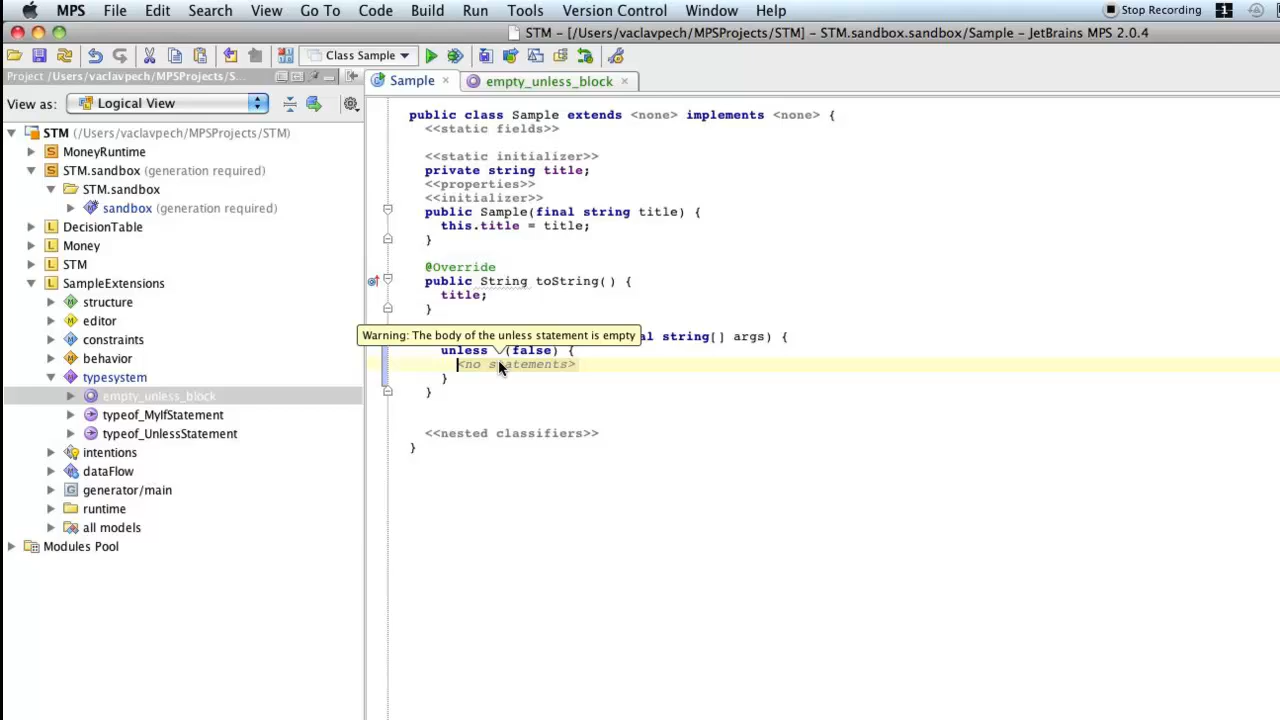 MPS File Edit Search View Go To Code Build Run Tools Version Control Window Help Stop Recording 1
STM - [/Users/vaclavpech/MPSProjects/STM] - STM.sandbox.sandbox/Sample - JetBrains MPS 2.0.4
Class Sample
Project /Users/vaclavpech/MPSProjects/S...
Sample × empty_unless_block ×
View as: Logical View
STM (/Users/vaclavpech/MPSProjects/STM)
MoneyRuntime
STM.sandbox (generation required)
STM.sandbox
sandbox (generation required)
DecisionTable
Money
STM
SampleExtensions
structure
editor
constraints
behavior
typesystem
empty_unless_block
typeof_MyIfStatement
typeof_UnlessStatement
intentions
dataFlow
generator/main
runtime
all models
Modules Pool
public class Sample extends <none> implements <none> {
<<static fields>>
<<static initializer>>
private string title;
<<properties>>
<<initializer>>
public Sample(final string title) {
this.title = title;
}
@Override
public String toString() {
title;
}
Warning: The body of the unless statement is empty
al string[] args) {
unless (false) {
<no statements>
}
}
<<nested classifiers>>
}